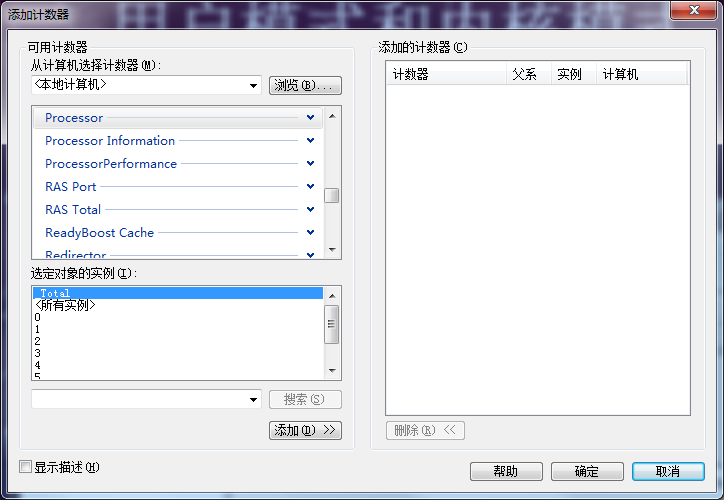 用户模式和内核模式
添加计数器
可用计数器
从计算机选择计数器(M):
<本地计算机>
浏览(B)...
Processor
Processor Information
ProcessorPerformance
RAS Port
RAS Total
ReadyBoost Cache
Redirector
选定对象的实例(I):
_Total
<所有实例>
0
1
2
3
4
5
搜索(S)
添加(D) >>
添加的计数器(C)
计数器 父系 实例 计算机
删除(R) <<
显示描述(H)
帮助
确定
取消